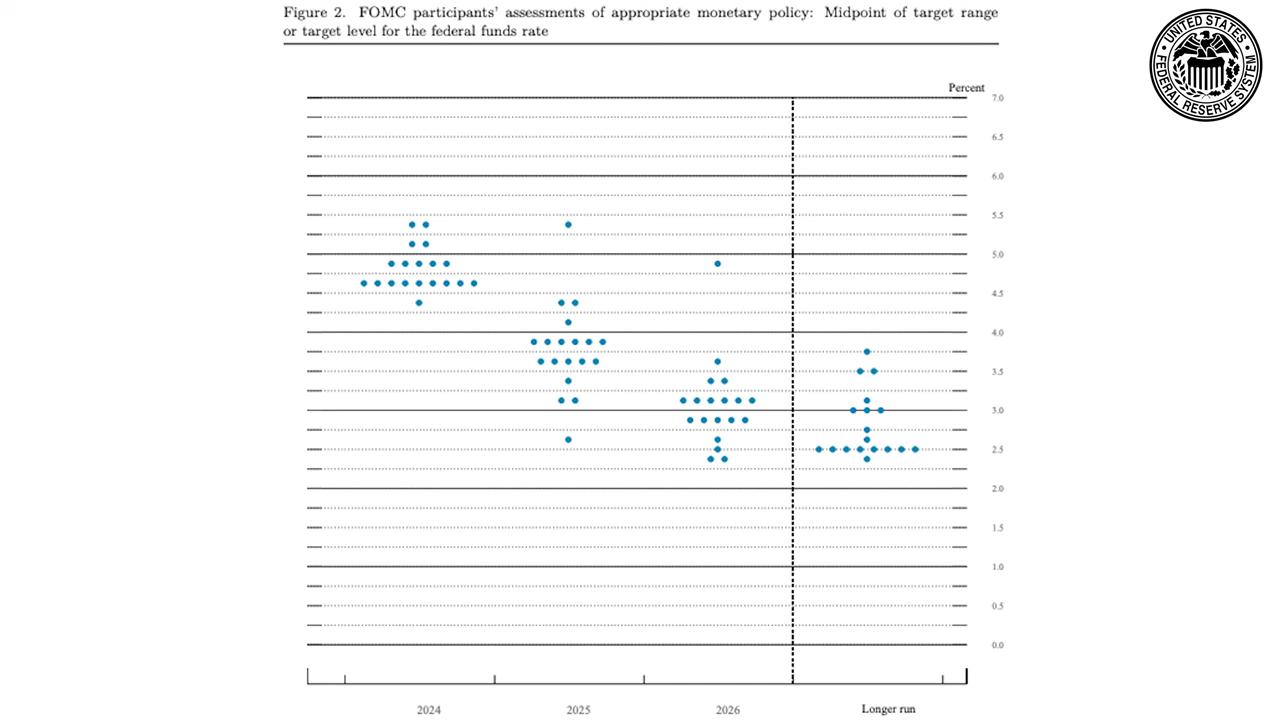 Figure 2. FOMC participants’ assessments of appropriate monetary policy: Midpoint of target range
or target level for the federal funds rate
UNITED STATES
FEDERAL RESERVE SYSTEM
Percent
7.0
6.5
6.0
5.5
5.0
4.5
4.0
3.5
3.0
2.5
2.0
1.5
1.0
0.5
0.0
2024 2025 2026 Longer run